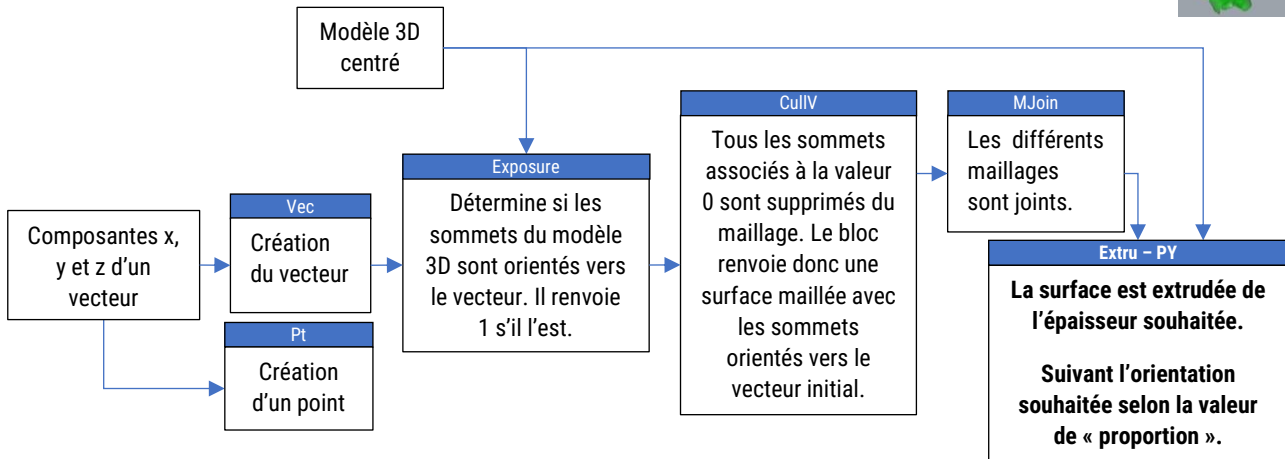 Modèle 3D
centré
Composantes x,
y et z d’un
vecteur
Vec
Création
du vecteur
Pt
Création
d’un point
Exposure
Détermine si les
sommets du modèle
3D sont orientés vers
le vecteur. Il renvoie
1 s’il l’est.
CullV
Tous les sommets
associés à la valeur
0 sont supprimés du
maillage. Le bloc
renvoie donc une
surface maillée avec
les sommets
orientés vers le
vecteur initial.
MJoin
Les différents
maillages
sont joints.
Extru – PY
La surface est extrudée de
l’épaisseur souhaitée.
Suivant l’orientation
souhaitée selon la valeur
de « proportion ».